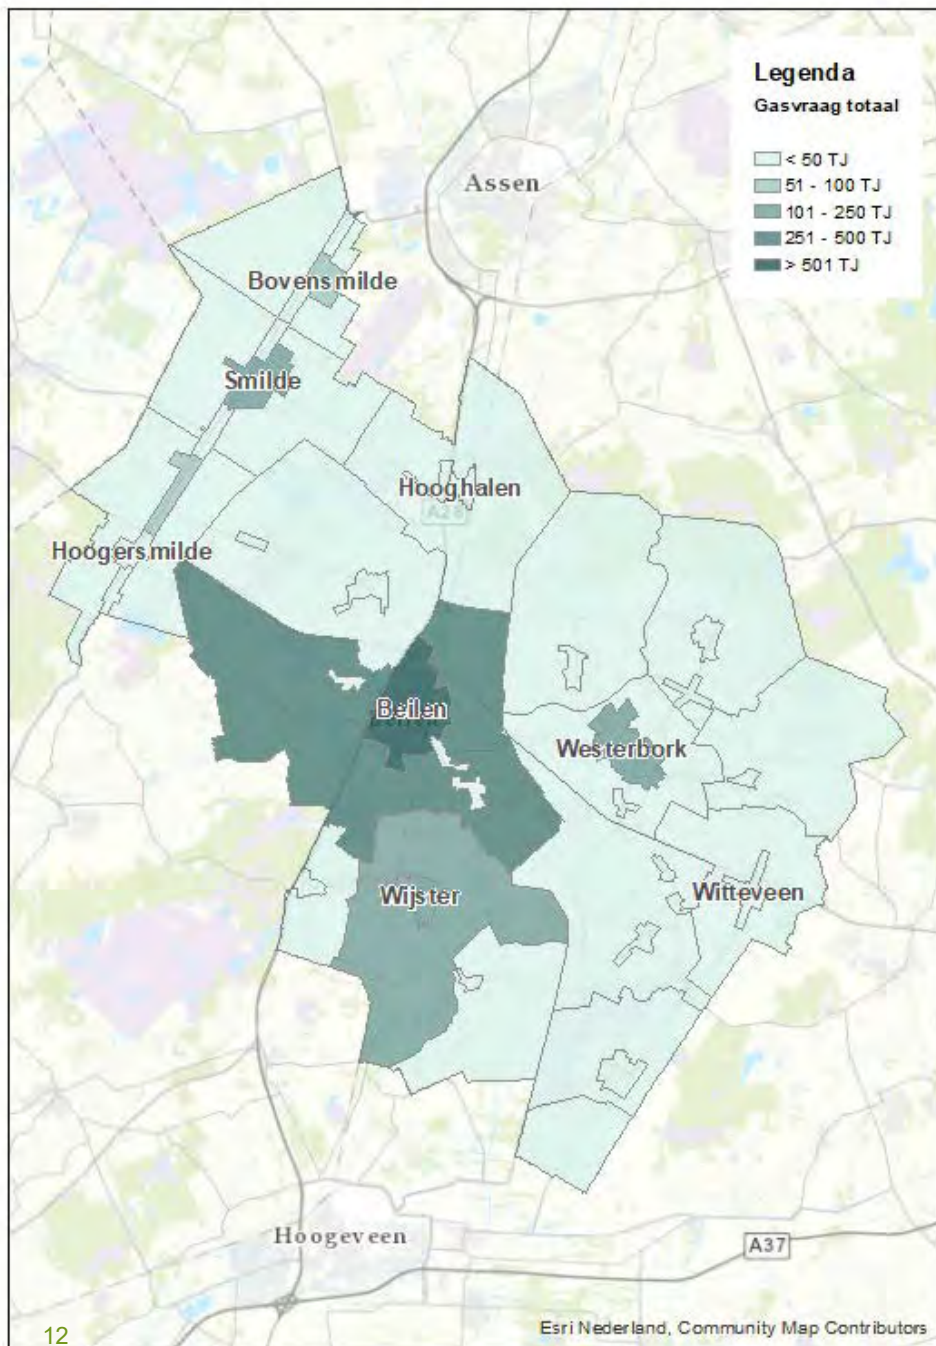 Legenda
Gasvraag totaal
< 50 TJ
51 - 100 TJ
101 - 250 TJ
251 - 500 TJ
> 501 TJ
Assen
Bovensmilde
Smilde
Hooghalen
A28
Hoogersmilde
Beilen
Westerbork
Wijster
Witteveen
Hoogeveen
A37
12
Esri Nederland, Community Map Contributors